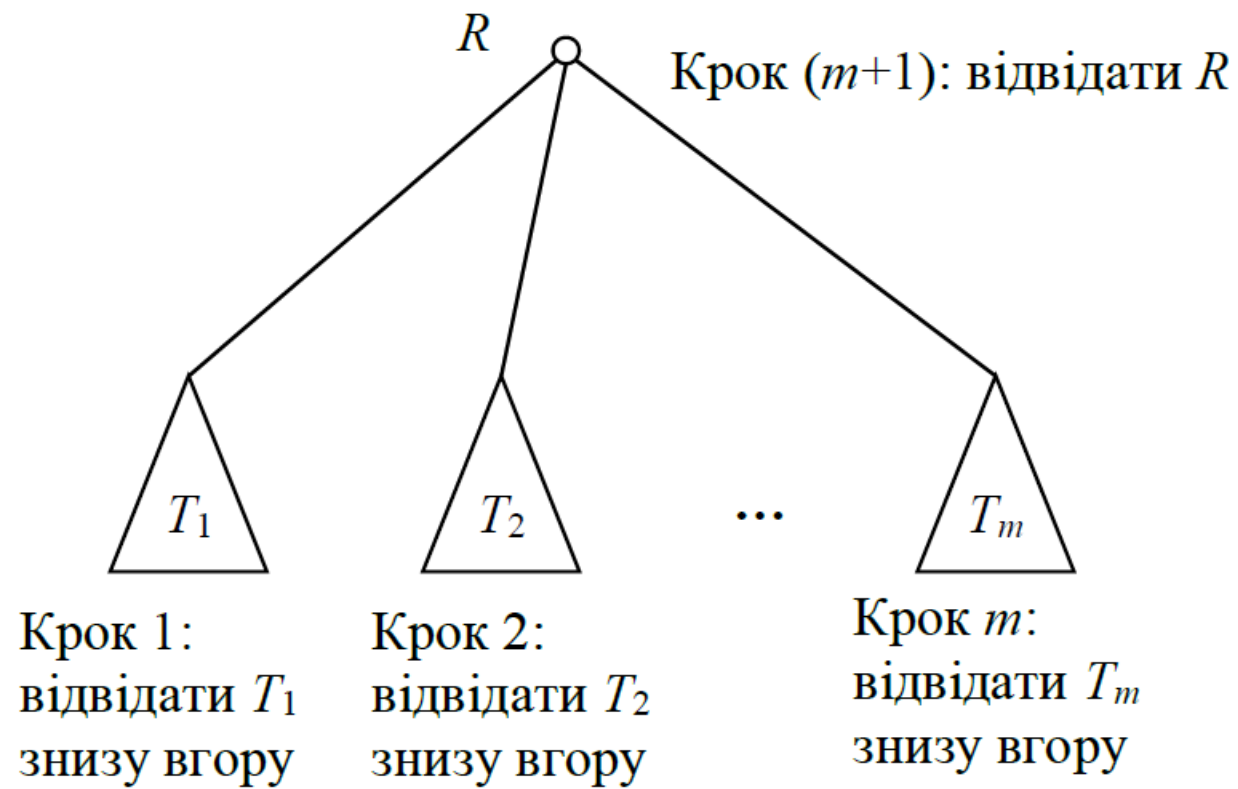 R
Крок (m+1): відвідати R
T₁
T₂
...
Tₘ
Крок 1:
відвідати T₁
знизу вгору
Крок 2:
відвідати T₂
знизу вгору
Крок m:
відвідати Tₘ
знизу вгору